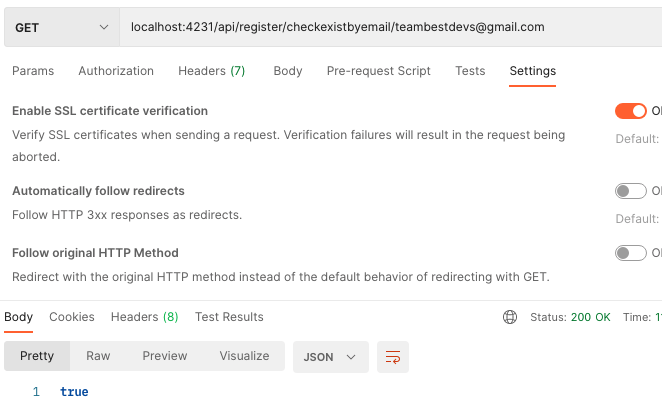 GET localhost:4231/api/register/checkexistbyemail/teambestdevs@gmail.com
Params Authorization Headers (7) Body Pre-request Script Tests Settings
Enable SSL certificate verification
Verify SSL certificates when sending a request. Verification failures will result in the request being
aborted.
Default:
Automatically follow redirects
Follow HTTP 3xx responses as redirects.
Default:
Follow original HTTP Method
Redirect with the original HTTP method instead of the default behavior of redirecting with GET.
Body Cookies Headers (8) Test Results Status: 200 OK Time:
Pretty Raw Preview Visualize JSON
1 true